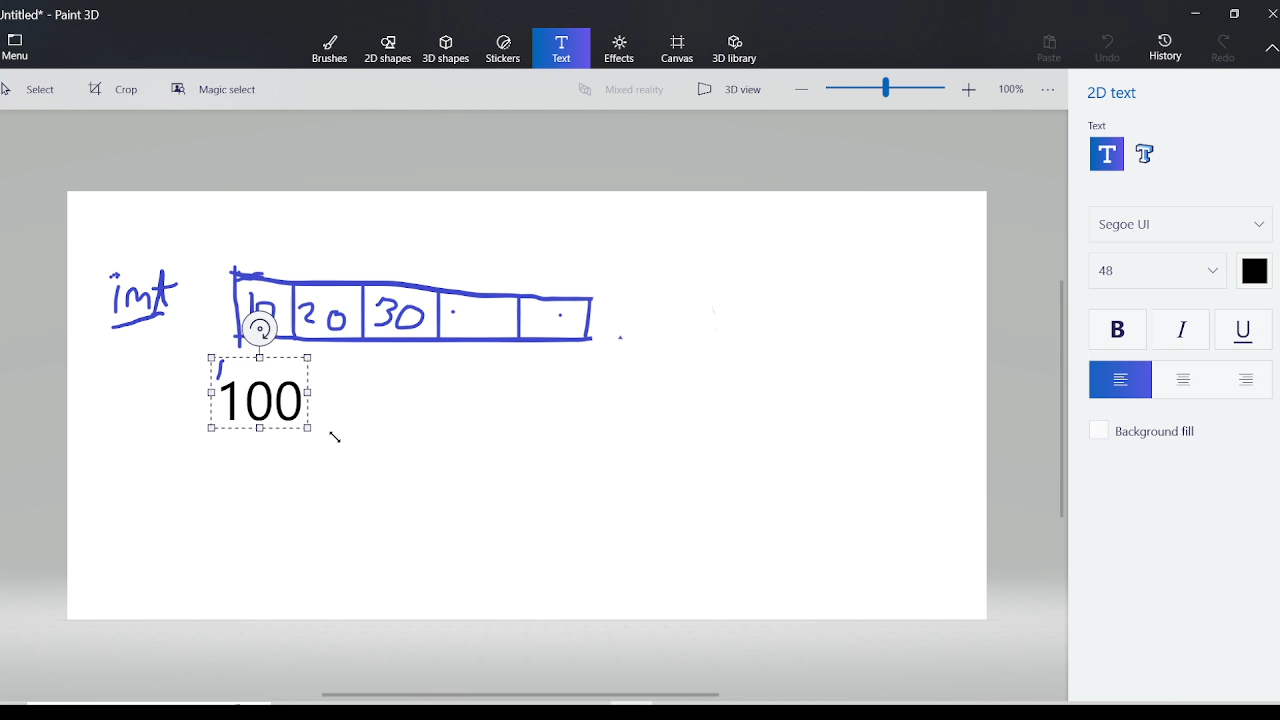 Untitled* - Paint 3D
Menu
Brushes 2D shapes 3D shapes Stickers Text Effects Canvas 3D library Paste Undo History Redo
Select Crop Magic select Mixed reality 3D view 100%
2D text
Text
T T
Segoe UI
48
B I U
Background fill
int 10 20 30
100